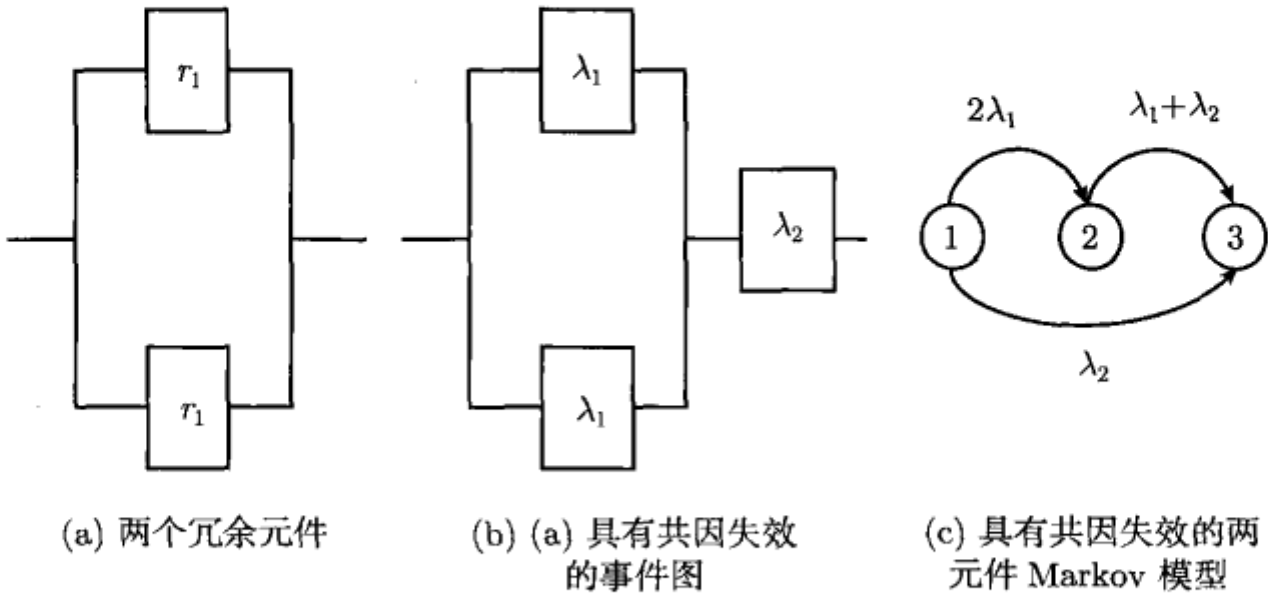 r₁
r₁
(a) 两个冗余元件
λ₁
λ₁
λ₂
(b) (a) 具有共因失效
的事件图
2λ₁
λ₁+λ₂
1
2
3
λ₂
(c) 具有共因失效的两
元件 Markov 模型